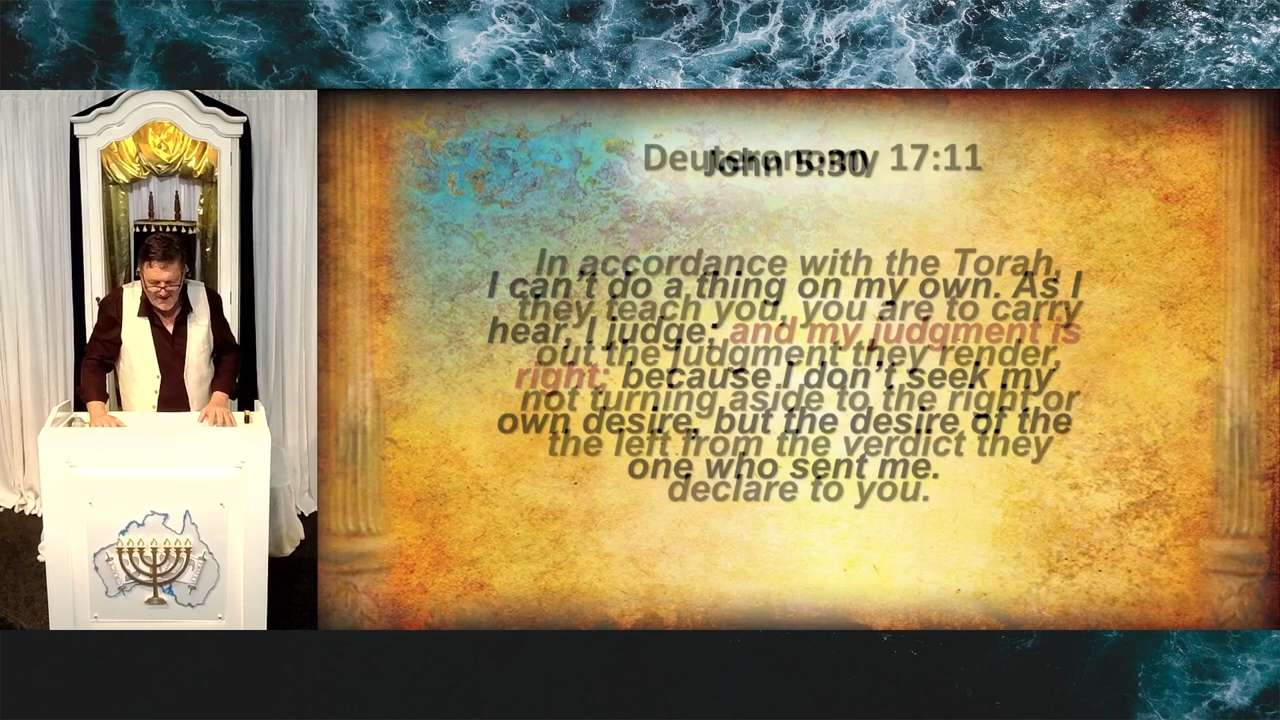 Deuteronomy 17:11
John 5:30
In accordance with the Torah,
they teach you, you are to carry
out the judgment they render,
not turning aside to the right or
the left from the verdict they
declare to you.
I can't do a thing on my own. As I
hear, I judge; and my judgment is
right; because I don't seek my
own desire, but the desire of the
one who sent me.